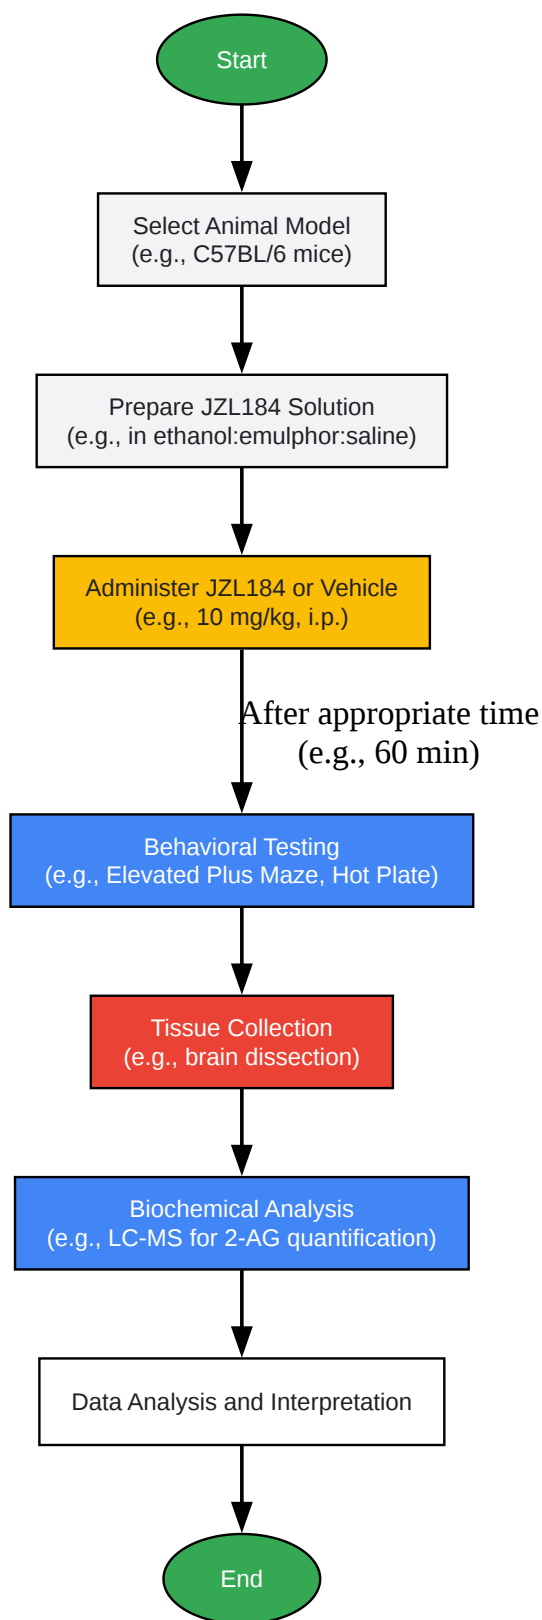 Start
Select Animal Model
(e.g., C57BL/6 mice)
Prepare JZL184 Solution
(e.g., in ethanol:emulphor:saline)
Administer JZL184 or Vehicle
(e.g., 10 mg/kg, i.p.)
After appropriate time
(e.g., 60 min)
Behavioral Testing
(e.g., Elevated Plus Maze, Hot Plate)
Tissue Collection
(e.g., brain dissection)
Biochemical Analysis
(e.g., LC-MS for 2-AG quantification)
Data Analysis and Interpretation
End